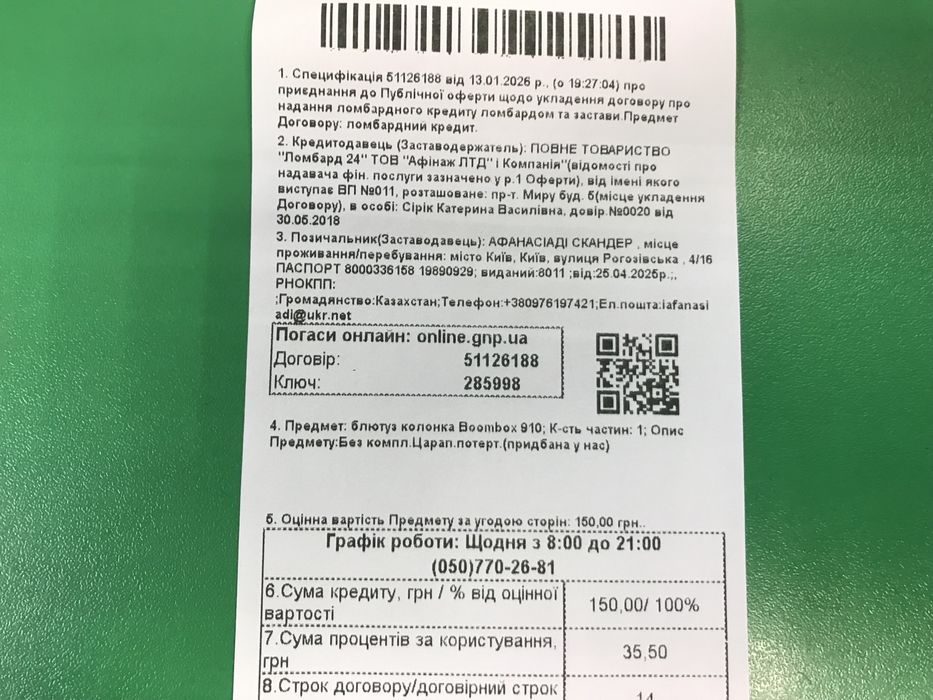 1. Специфікація 51126188 від 13.01.2026 р., (о 19:27:04) про
приєднання до Публічної оферти щодо укладення договору про
надання ломбардного кредиту ломбардом та застави.Предмет
Договору: ломбардний кредит.
2. Кредитодавець (Заставодержатель): ПОВНЕ ТОВАРИСТВО
"Ломбард 24" ТОВ "Афінаж ЛТД" і Компанія"(відомості про
надавача фін. послуги зазначено у р.1 Оферти), від імені якого
виступає ВП №011, розташоване: пр-т. Миру буд. 5(місце укладення
Договору), в особі: Сірік Катерина Василівна, довір.№0020 від
30.05.2018
3. Позичальник(Заставодавець): АФАНАСІАДІ СКАНДЕР , місце
проживання/перебування: місто Київ, Київ, вулиця Рогозівська , 4/16
ПАСПОРТ 8000336158 19890929; виданий:8011 ;від:25.04.2025р.;,
РНОКПП:
;Громадянство:Казахстан;Телефон:+380976197421;Ел.пошта:iafanasi
adi@ukr.net
Погаси онлайн: online.gnp.ua
Договір: 51126188
Ключ: 285998
4. Предмет: блютуз колонка Boombox 910; К-сть частин: 1; Опис
Предмету:Без компл.Царап.потерт.(придбана у нас)
5. Оцінна вартість Предмету за угодою сторін: 150,00 грн..
Графік роботи: Щодня з 8:00 до 21:00
(050)770-26-81
6.Сума кредиту, грн / % від оцінної
вартості 150,00/ 100%
7.Сума процентів за користування,
грн 35,50
8.Строк договору/договірний строк
14